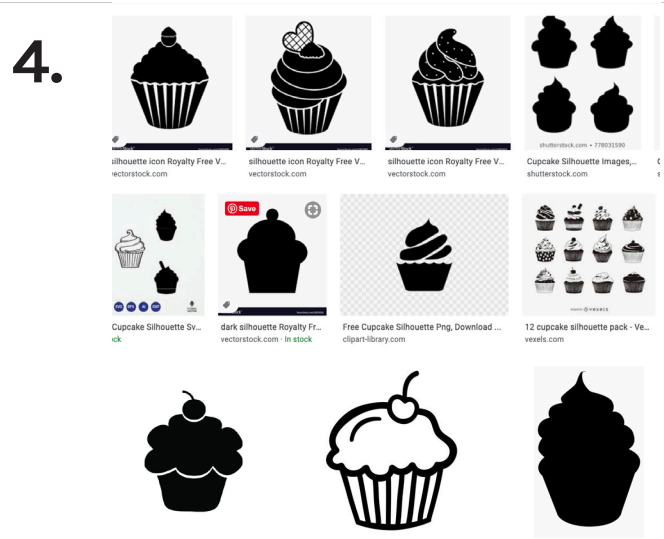 4.
shutterstock.com • 778031590
silhouette icon Royalty Free V...
silhouette icon Royalty Free V...
silhouette icon Royalty Free V...
Cupcake Silhouette Images,...
vectorstock.com
vectorstock.com
vectorstock.com
shutterstock.com
Save
Cupcake Silhouette Sv...
dark silhouette Royalty Fr...
Free Cupcake Silhouette Png, Download ...
12 cupcake silhouette pack - Ve...
ck
vectorstock.com · In stock
clipart-library.com
vexels.com